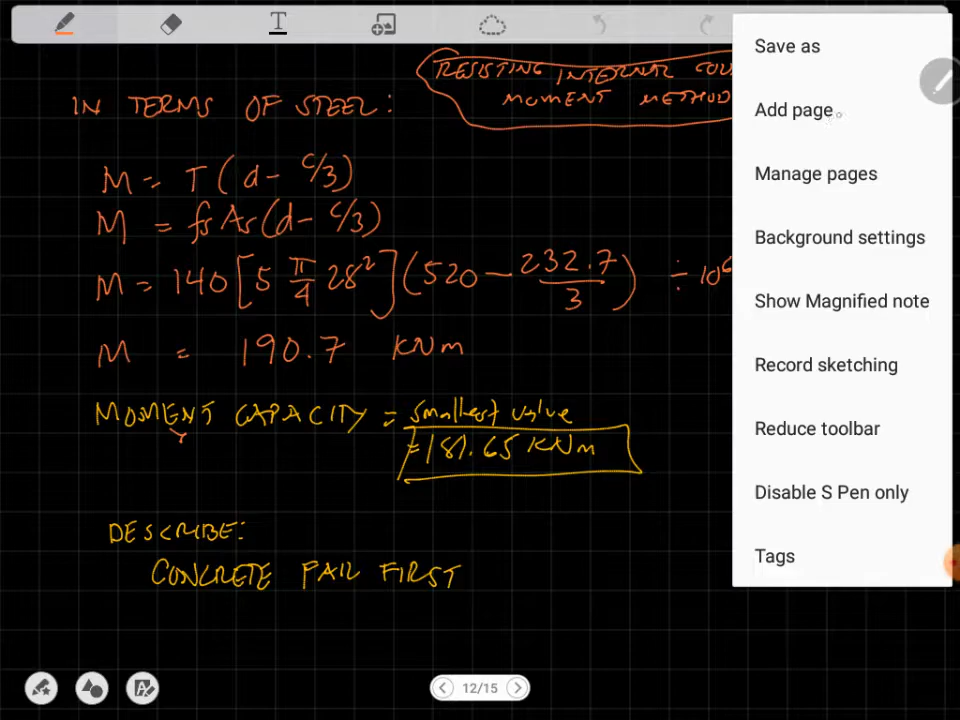 T
RESISTING INTERNAL COU
MOMENT METHOD
IN TERMS OF STEEL:
M = T(d - c/3)
M = fs As(d - c/3)
M = 140[5 π/4 28²](520 - 232.7/3) ÷ 10⁶
M = 190.7 KNm
MOMENT CAPACITY = smallest value
= 187.65 KNm
DESCRIBE:
CONCRETE FAIL FIRST
12/15
Save as
Add page
Manage pages
Background settings
Show Magnified note
Record sketching
Reduce toolbar
Disable S Pen only
Tags